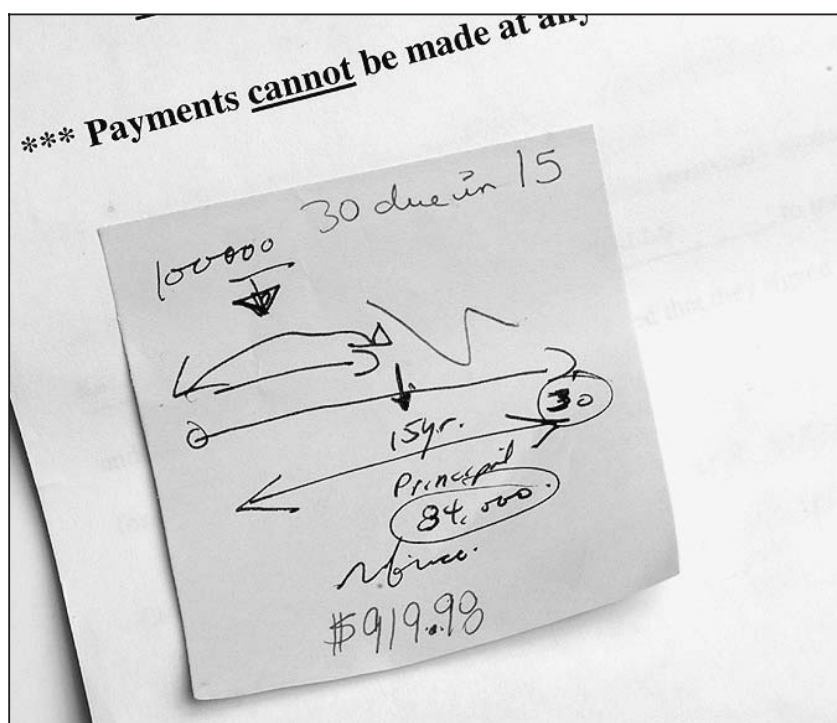 *** Payments cannot be made at any
30 due in 15
100000
30
15yr.
Principal
84,000.
$919.98